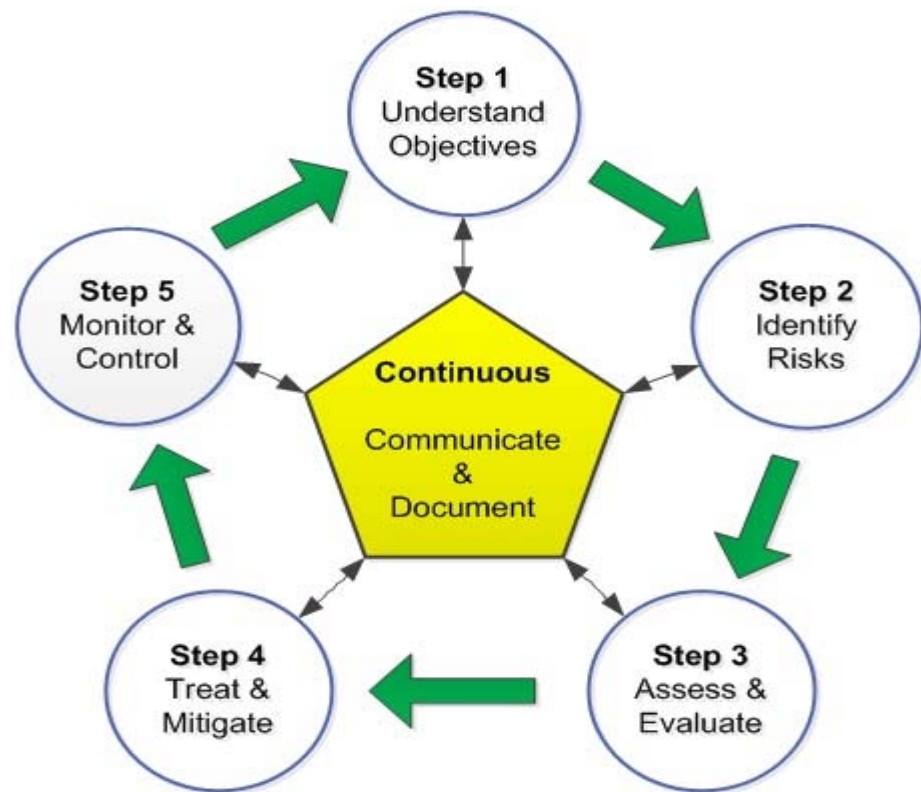 Step 1
Understand
Objectives
Step 2
Identify
Risks
Step 3
Assess &
Evaluate
Step 4
Treat &
Mitigate
Step 5
Monitor &
Control
Continuous
Communicate
&
Document